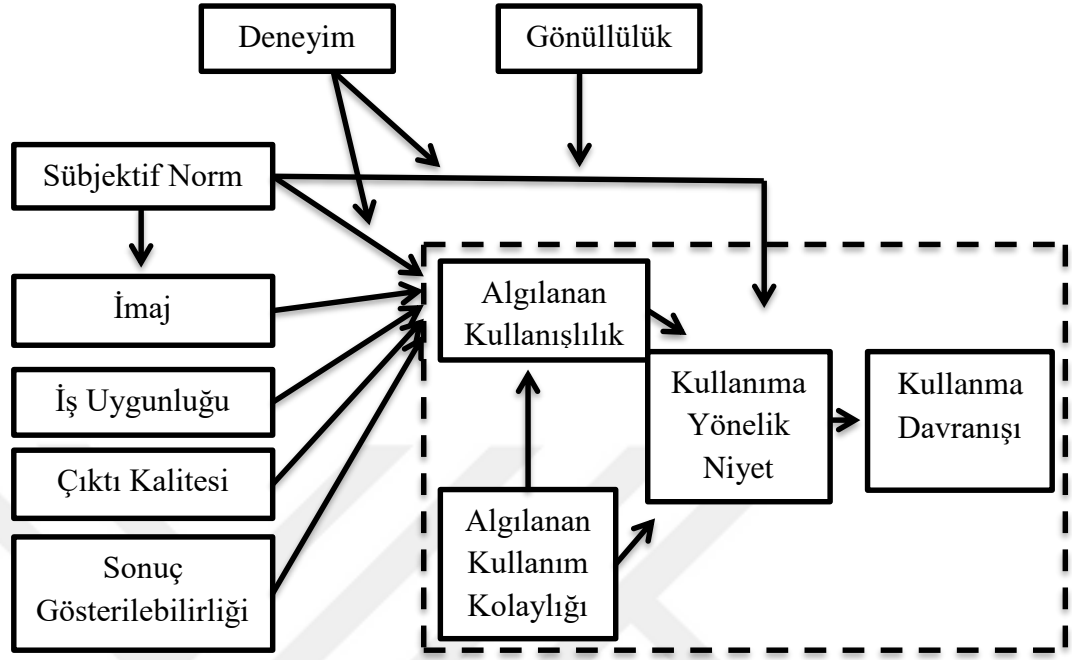 Deneyim
Gönüllülük
Sübjektif Norm
İmaj
İş Uygunluğu
Çıktı Kalitesi
Sonuç
Gösterilebilirliği
Algılanan
Kullanışlılık
Algılanan
Kullanım
Kolaylığı
Kullanıma
Yönelik
Niyet
Kullanma
Davranışı